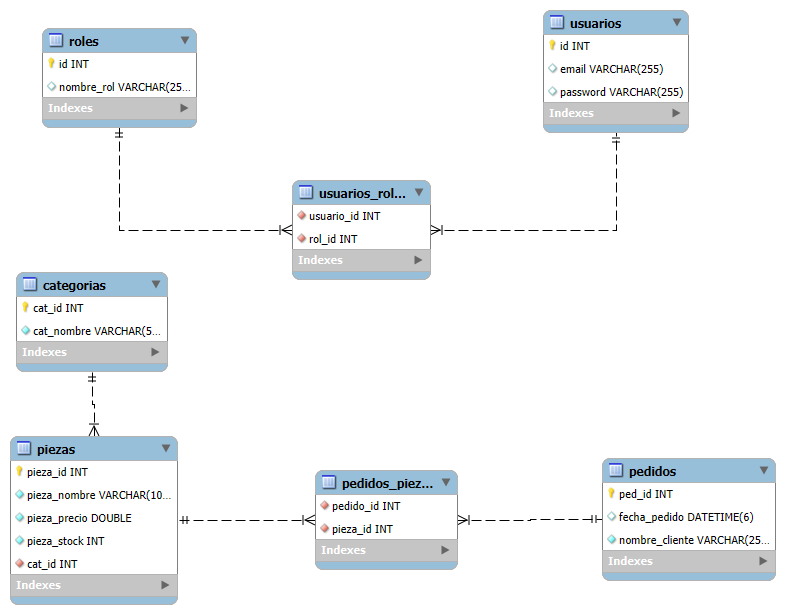 roles
id INT
nombre_rol VARCHAR(25...
Indexes
usuarios
id INT
email VARCHAR(255)
password VARCHAR(255)
Indexes
usuarios_rol...
usuario_id INT
rol_id INT
Indexes
categorias
cat_id INT
cat_nombre VARCHAR(5...
Indexes
piezas
pieza_id INT
pieza_nombre VARCHAR(10...
pieza_precio DOUBLE
pieza_stock INT
cat_id INT
Indexes
pedidos_piez...
pedido_id INT
pieza_id INT
Indexes
pedidos
ped_id INT
fecha_pedido DATETIME(6)
nombre_cliente VARCHAR(25...
Indexes